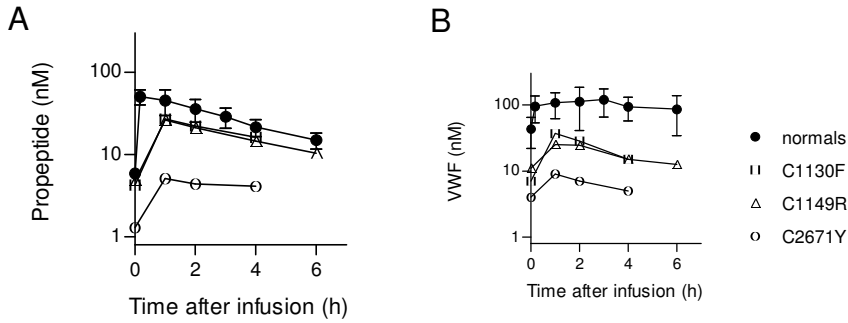 A
Propeptide (nM)
100
10
1
0 2 4 6
Time after infusion (h)
B
VWF (nM)
100
10
1
0 2 4 6
Time after infusion (h)
normals
C1130F
C1149R
C2671Y